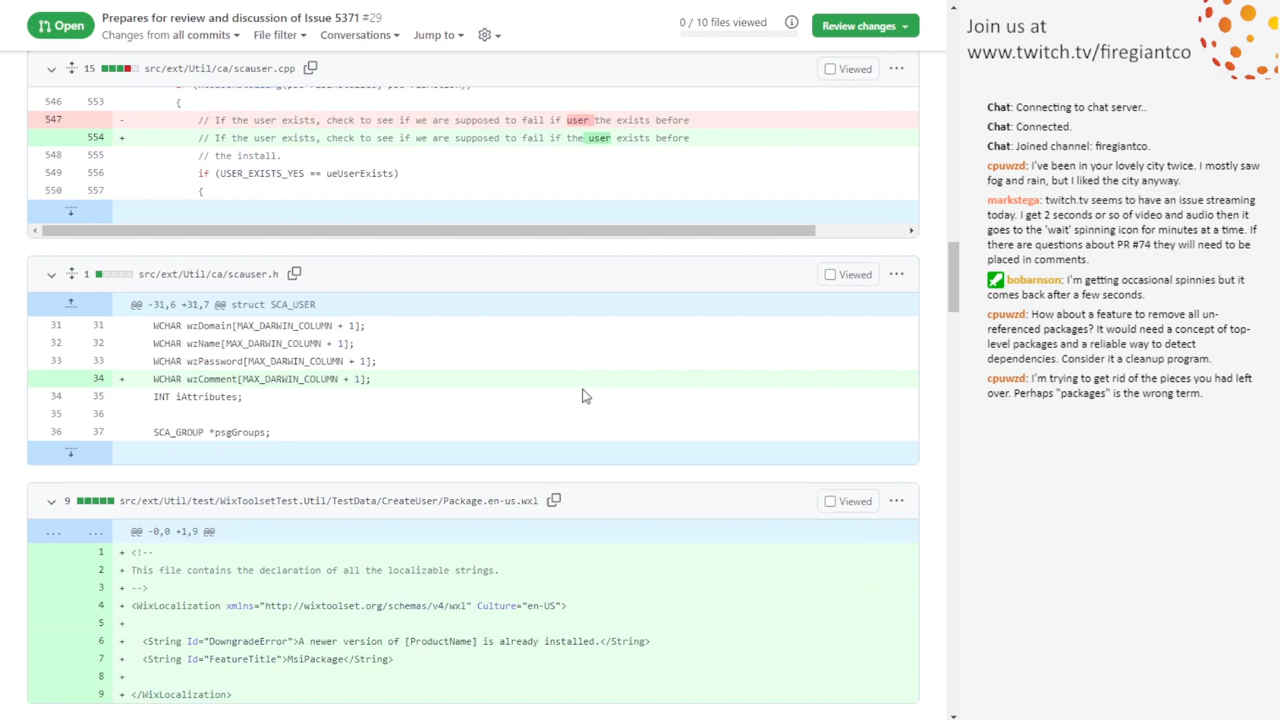 Open
Prepares for review and discussion of Issue 5371 #29
Changes from all commits
File filter
Conversations
Jump to
0 / 10 files viewed
Review changes
15 src/ext/Util/ca/scauser.cpp
Viewed
546 553 {
547 - // If the user exists, check to see if we are supposed to fail if user the exists before
554 + // If the user exists, check to see if we are supposed to fail if the user exists before
548 555 // the install.
549 556 if (USER_EXISTS_YES == ueUserExists)
550 557 {
1 src/ext/Util/ca/scauser.h
Viewed
@@ -31,6 +31,7 @@ struct SCA_USER
31 31 WCHAR wzDomain[MAX_DARWIN_COLUMN + 1];
32 32 WCHAR wzName[MAX_DARWIN_COLUMN + 1];
33 33 WCHAR wzPassword[MAX_DARWIN_COLUMN + 1];
34 + WCHAR wzComment[MAX_DARWIN_COLUMN + 1];
34 35 INT iAttributes;
35 36
36 37 SCA_GROUP *psgGroups;
9 src/ext/Util/test/WixToolsetTest.Util/TestData/CreateUser/Package.en-us.wxl
Viewed
... ... @@ -0,0 +1,9 @@
1 + <!--
2 + This file contains the declaration of all the localizable strings.
3 + -->
4 + <WixLocalization xmlns="http://wixtoolset.org/schemas/v4/wxl" Culture="en-US">
5 +
6 + <String Id="DowngradeError">A newer version of [ProductName] is already installed.</String>
7 + <String Id="FeatureTitle">MsiPackage</String>
8 +
9 + </WixLocalization>
Join us at
www.twitch.tv/firegiantco
Chat: Connecting to chat server..
Chat: Connected.
Chat: Joined channel: firegiantco.
cpuwzd: I've been in your lovely city twice. I mostly saw
fog and rain, but I liked the city anyway.
markstega: twitch.tv seems to have an issue streaming
today. I get 2 seconds or so of video and audio then it
goes to the 'wait' spinning icon for minutes at a time. If
there are questions about PR #74 they will need to be
placed in comments.
bobarnson: I'm getting occasional spinnies but it
comes back after a few seconds.
cpuwzd: How about a feature to remove all un-
referenced packages? It would need a concept of top-
level packages and a reliable way to detect
dependencies. Consider it a cleanup program.
cpuwzd: I'm trying to get rid of the pieces you had left
over. Perhaps "packages" is the wrong term.